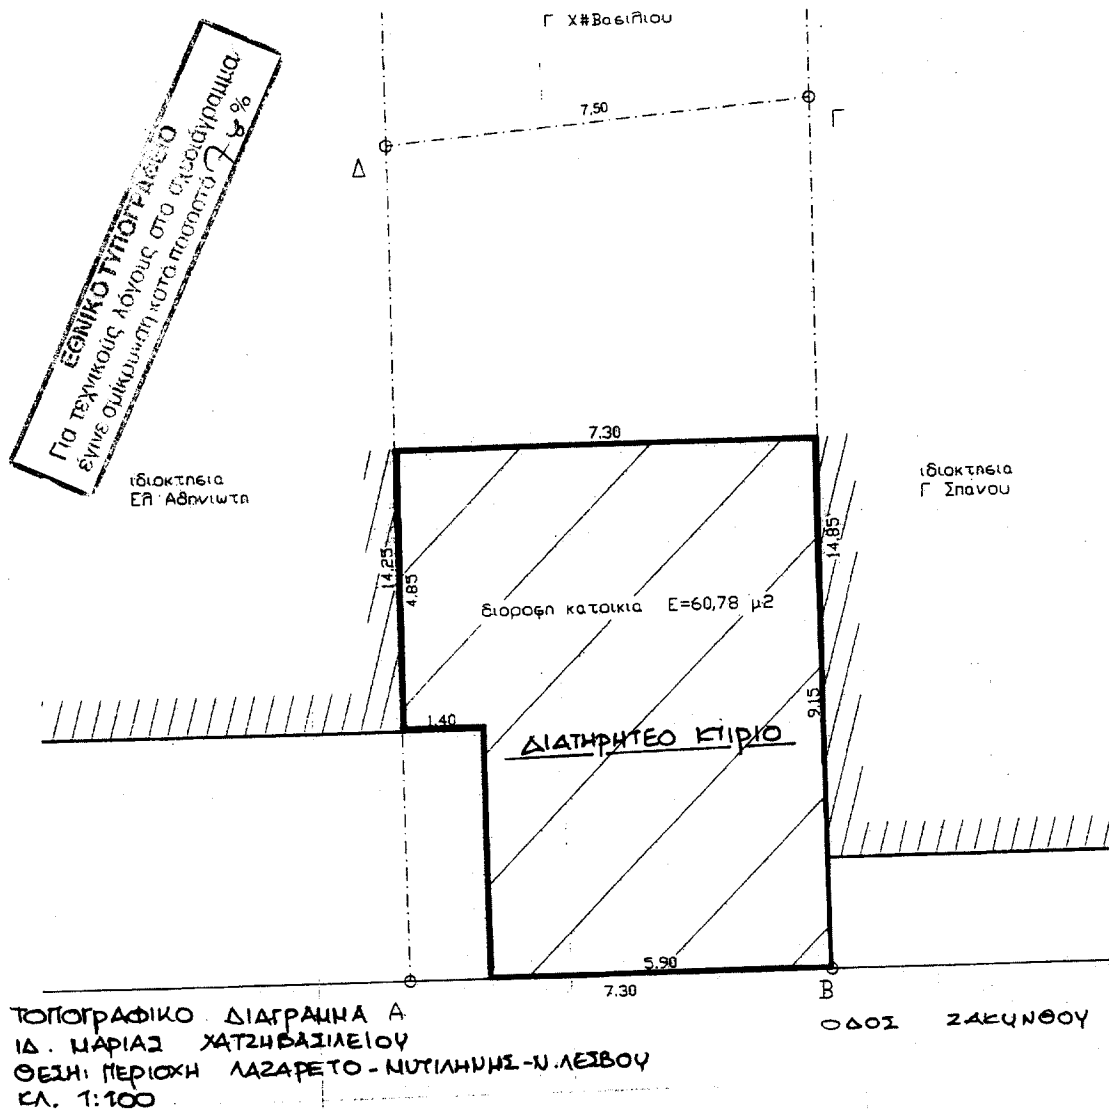 Γ Χ#Βασιλίου
7.50
Δ
Γ
ΕΘΝΙΚΟ ΤΥΠΟΓΡΑΦΕΙΟ
Για τεχνικούς λόγους στο σχεδιάγραμμα
έγινε σμίκρυνση κατά ποσοστό 78%
7.30
ιδιοκτησια
Ελ Αθηνιωτη
ιδιοκτησια
Γ Σπανου
14.25
4.85
14.85
διοροφη κατοικια Ε=60,78 μ2
9.15
1.40
ΔΙΑΤΗΡΗΤΕΟ ΚΤΙΡΙΟ
5.90
7.30
Β
Α
ΤΟΠΟΓΡΑΦΙΚΟ ΔΙΑΓΡΑΜΜΑ
ΟΔΟΣ ΖΑΚΥΝΘΟΥ
ΙΔ. ΜΑΡΙΑΣ ΧΑΤΖΗΒΑΣΙΛΕΙΟΥ
ΘΕΣΗ: ΠΕΡΙΟΧΗ ΛΑΖΑΡΕΤΟ - ΜΥΤΙΛΗΝΗΣ - Ν. ΛΕΣΒΟΥ
ΚΛ. 1:100